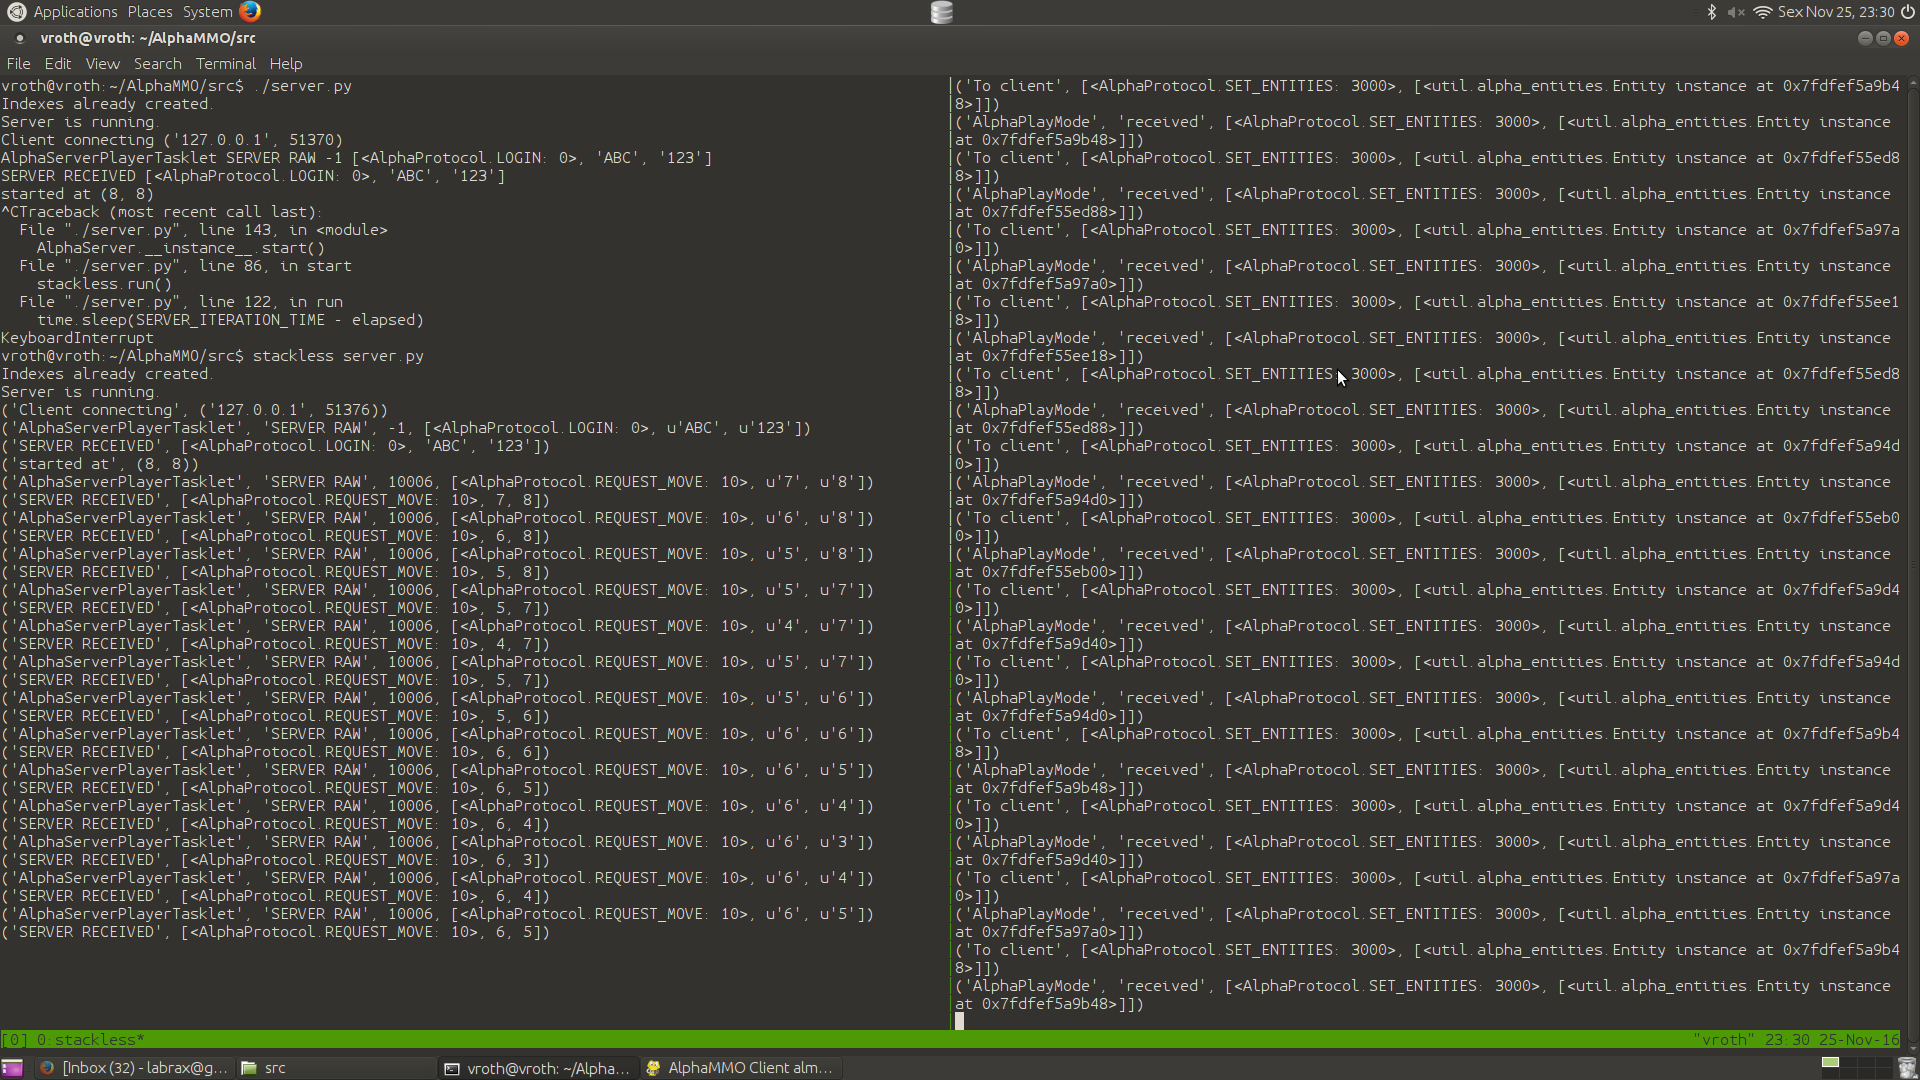 Applications Places System
Sex Nov 25, 23:30
vroth@vroth: ~/AlphaMMO/src
File Edit View Search Terminal Help
vroth@vroth:~/AlphaMMO/src$ ./server.py
Indexes already created.
Server is running.
Client connecting ('127.0.0.1', 51370)
AlphaServerPlayerTasklet SERVER RAW -1 [<AlphaProtocol.LOGIN: 0>, 'ABC', '123']
SERVER RECEIVED [<AlphaProtocol.LOGIN: 0>, 'ABC', '123']
started at (8, 8)
^CTraceback (most recent call last):
  File "./server.py", line 143, in <module>
    AlphaServer.__instance__.start()
  File "./server.py", line 86, in start
    stackless.run()
  File "./server.py", line 122, in run
    time.sleep(SERVER_ITERATION_TIME - elapsed)
KeyboardInterrupt
vroth@vroth:~/AlphaMMO/src$ stackless server.py
Indexes already created.
Server is running.
('Client connecting', ('127.0.0.1', 51376))
('AlphaServerPlayerTasklet', 'SERVER RAW', -1, [<AlphaProtocol.LOGIN: 0>, u'ABC', u'123'])
('SERVER RECEIVED', [<AlphaProtocol.LOGIN: 0>, 'ABC', '123'])
('started at', (8, 8))
('AlphaServerPlayerTasklet', 'SERVER RAW', 10006, [<AlphaProtocol.REQUEST_MOVE: 10>, u'7', u'8'])
('SERVER RECEIVED', [<AlphaProtocol.REQUEST_MOVE: 10>, 7, 8])
('AlphaServerPlayerTasklet', 'SERVER RAW', 10006, [<AlphaProtocol.REQUEST_MOVE: 10>, u'6', u'8'])
('SERVER RECEIVED', [<AlphaProtocol.REQUEST_MOVE: 10>, 6, 8])
('AlphaServerPlayerTasklet', 'SERVER RAW', 10006, [<AlphaProtocol.REQUEST_MOVE: 10>, u'5', u'8'])
('SERVER RECEIVED', [<AlphaProtocol.REQUEST_MOVE: 10>, 5, 8])
('AlphaServerPlayerTasklet', 'SERVER RAW', 10006, [<AlphaProtocol.REQUEST_MOVE: 10>, u'5', u'7'])
('SERVER RECEIVED', [<AlphaProtocol.REQUEST_MOVE: 10>, 5, 7])
('AlphaServerPlayerTasklet', 'SERVER RAW', 10006, [<AlphaProtocol.REQUEST_MOVE: 10>, u'4', u'7'])
('SERVER RECEIVED', [<AlphaProtocol.REQUEST_MOVE: 10>, 4, 7])
('AlphaServerPlayerTasklet', 'SERVER RAW', 10006, [<AlphaProtocol.REQUEST_MOVE: 10>, u'5', u'7'])
('SERVER RECEIVED', [<AlphaProtocol.REQUEST_MOVE: 10>, 5, 7])
('AlphaServerPlayerTasklet', 'SERVER RAW', 10006, [<AlphaProtocol.REQUEST_MOVE: 10>, u'5', u'6'])
('SERVER RECEIVED', [<AlphaProtocol.REQUEST_MOVE: 10>, 5, 6])
('AlphaServerPlayerTasklet', 'SERVER RAW', 10006, [<AlphaProtocol.REQUEST_MOVE: 10>, u'6', u'6'])
('SERVER RECEIVED', [<AlphaProtocol.REQUEST_MOVE: 10>, 6, 6])
('AlphaServerPlayerTasklet', 'SERVER RAW', 10006, [<AlphaProtocol.REQUEST_MOVE: 10>, u'6', u'5'])
('SERVER RECEIVED', [<AlphaProtocol.REQUEST_MOVE: 10>, 6, 5])
('AlphaServerPlayerTasklet', 'SERVER RAW', 10006, [<AlphaProtocol.REQUEST_MOVE: 10>, u'6', u'4'])
('SERVER RECEIVED', [<AlphaProtocol.REQUEST_MOVE: 10>, 6, 4])
('AlphaServerPlayerTasklet', 'SERVER RAW', 10006, [<AlphaProtocol.REQUEST_MOVE: 10>, u'6', u'3'])
('SERVER RECEIVED', [<AlphaProtocol.REQUEST_MOVE: 10>, 6, 3])
('AlphaServerPlayerTasklet', 'SERVER RAW', 10006, [<AlphaProtocol.REQUEST_MOVE: 10>, u'6', u'4'])
('SERVER RECEIVED', [<AlphaProtocol.REQUEST_MOVE: 10>, 6, 4])
('AlphaServerPlayerTasklet', 'SERVER RAW', 10006, [<AlphaProtocol.REQUEST_MOVE: 10>, u'6', u'5'])
('SERVER RECEIVED', [<AlphaProtocol.REQUEST_MOVE: 10>, 6, 5])
('To client', [<AlphaProtocol.SET_ENTITIES: 3000>, [<util.alpha_entities.Entity instance at 0x7fdfef5a9b4
8>]])
('AlphaPlayMode', 'received', [<AlphaProtocol.SET_ENTITIES: 3000>, [<util.alpha_entities.Entity instance
at 0x7fdfef5a9b48>]])
('To client', [<AlphaProtocol.SET_ENTITIES: 3000>, [<util.alpha_entities.Entity instance at 0x7fdfef55ed8
8>]])
('AlphaPlayMode', 'received', [<AlphaProtocol.SET_ENTITIES: 3000>, [<util.alpha_entities.Entity instance
at 0x7fdfef55ed88>]])
('To client', [<AlphaProtocol.SET_ENTITIES: 3000>, [<util.alpha_entities.Entity instance at 0x7fdfef5a97a
0>]])
('AlphaPlayMode', 'received', [<AlphaProtocol.SET_ENTITIES: 3000>, [<util.alpha_entities.Entity instance
at 0x7fdfef5a97a0>]])
('To client', [<AlphaProtocol.SET_ENTITIES: 3000>, [<util.alpha_entities.Entity instance at 0x7fdfef55ee1
8>]])
('AlphaPlayMode', 'received', [<AlphaProtocol.SET_ENTITIES: 3000>, [<util.alpha_entities.Entity instance
at 0x7fdfef55ee18>]])
('To client', [<AlphaProtocol.SET_ENTITIES: 3000>, [<util.alpha_entities.Entity instance at 0x7fdfef55ed8
8>]])
('AlphaPlayMode', 'received', [<AlphaProtocol.SET_ENTITIES: 3000>, [<util.alpha_entities.Entity instance
at 0x7fdfef55ed88>]])
('To client', [<AlphaProtocol.SET_ENTITIES: 3000>, [<util.alpha_entities.Entity instance at 0x7fdfef5a94d
0>]])
('AlphaPlayMode', 'received', [<AlphaProtocol.SET_ENTITIES: 3000>, [<util.alpha_entities.Entity instance
at 0x7fdfef5a94d0>]])
('To client', [<AlphaProtocol.SET_ENTITIES: 3000>, [<util.alpha_entities.Entity instance at 0x7fdfef55eb0
0>]])
('AlphaPlayMode', 'received', [<AlphaProtocol.SET_ENTITIES: 3000>, [<util.alpha_entities.Entity instance
at 0x7fdfef55eb00>]])
('To client', [<AlphaProtocol.SET_ENTITIES: 3000>, [<util.alpha_entities.Entity instance at 0x7fdfef5a9d4
0>]])
('AlphaPlayMode', 'received', [<AlphaProtocol.SET_ENTITIES: 3000>, [<util.alpha_entities.Entity instance
at 0x7fdfef5a9d40>]])
('To client', [<AlphaProtocol.SET_ENTITIES: 3000>, [<util.alpha_entities.Entity instance at 0x7fdfef5a94d
0>]])
('AlphaPlayMode', 'received', [<AlphaProtocol.SET_ENTITIES: 3000>, [<util.alpha_entities.Entity instance
at 0x7fdfef5a94d0>]])
('To client', [<AlphaProtocol.SET_ENTITIES: 3000>, [<util.alpha_entities.Entity instance at 0x7fdfef5a9b4
8>]])
('AlphaPlayMode', 'received', [<AlphaProtocol.SET_ENTITIES: 3000>, [<util.alpha_entities.Entity instance
at 0x7fdfef5a9b48>]])
('To client', [<AlphaProtocol.SET_ENTITIES: 3000>, [<util.alpha_entities.Entity instance at 0x7fdfef5a9d4
0>]])
('AlphaPlayMode', 'received', [<AlphaProtocol.SET_ENTITIES: 3000>, [<util.alpha_entities.Entity instance
at 0x7fdfef5a9d40>]])
('To client', [<AlphaProtocol.SET_ENTITIES: 3000>, [<util.alpha_entities.Entity instance at 0x7fdfef5a97a
0>]])
('AlphaPlayMode', 'received', [<AlphaProtocol.SET_ENTITIES: 3000>, [<util.alpha_entities.Entity instance
at 0x7fdfef5a97a0>]])
('To client', [<AlphaProtocol.SET_ENTITIES: 3000>, [<util.alpha_entities.Entity instance at 0x7fdfef5a9b4
8>]])
('AlphaPlayMode', 'received', [<AlphaProtocol.SET_ENTITIES: 3000>, [<util.alpha_entities.Entity instance
at 0x7fdfef5a9b48>]])
[0] 0:stackless*
"vroth" 23:30 25-Nov-16
[Inbox (32) - labrax@g...
src
vroth@vroth: ~/Alpha...
AlphaMMO Client alm...